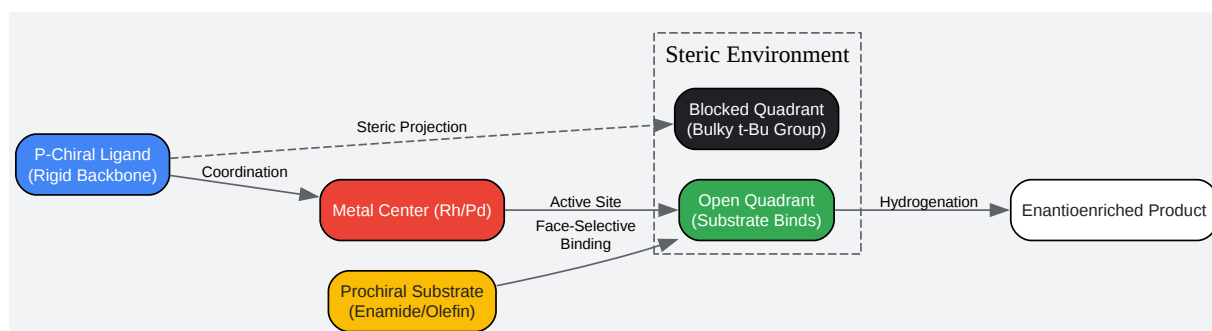 Steric Environment
Blocked Quadrant
(Bulky t-Bu Group)
Steric Projection
P-Chiral Ligand
(Rigid Backbone)
Coordination
Metal Center (Rh/Pd)
Active Site
Open Quadrant
(Substrate Binds)
Hydrogenation
Enantioenriched Product
Face-Selective
Binding
Prochiral Substrate
(Enamide/Olefin)